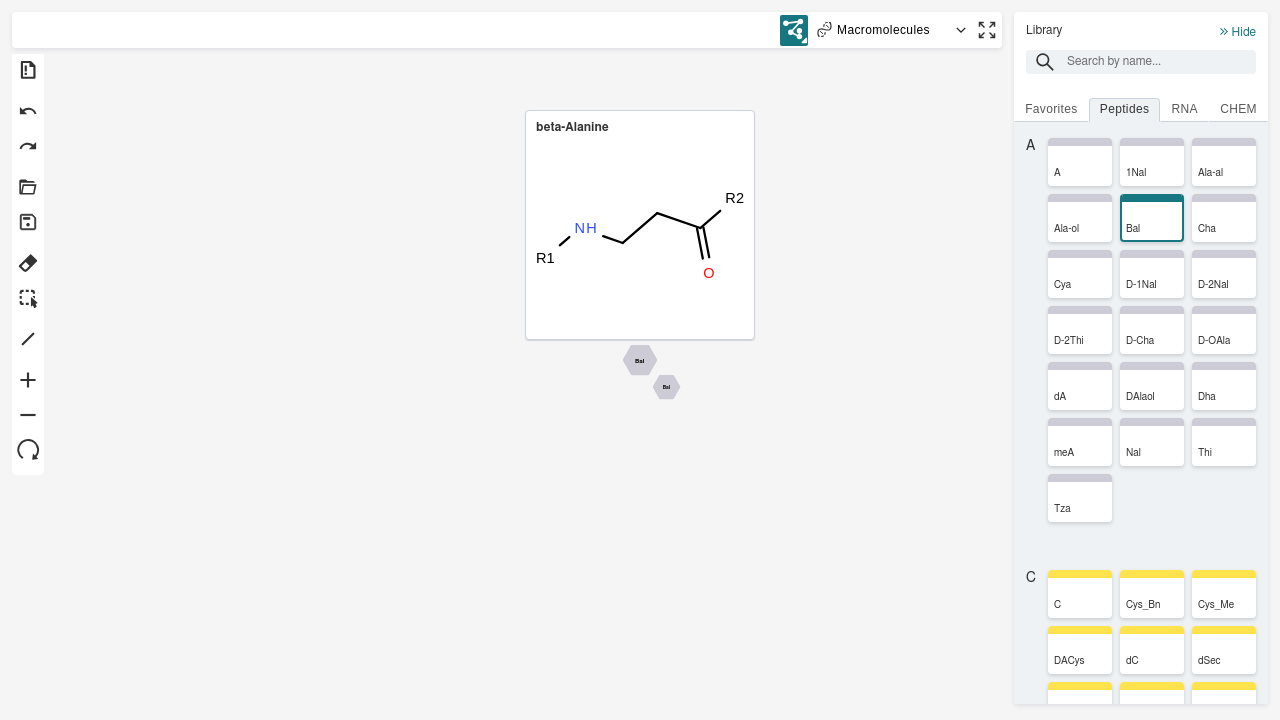 Macromolecules
Library
Hide
Search by name...
Favorites
Peptides
RNA
CHEM
beta-Alanine
R2
NH
R1
O
Bal
Bal
A
A
1Nal
Ala-al
Ala-ol
Bal
Cha
Cya
D-1Nal
D-2Nal
D-2Thi
D-Cha
D-OAla
dA
DAlaol
Dha
meA
Nal
Thi
Tza
C
C
Cys_Bn
Cys_Me
DACys
dC
dSec